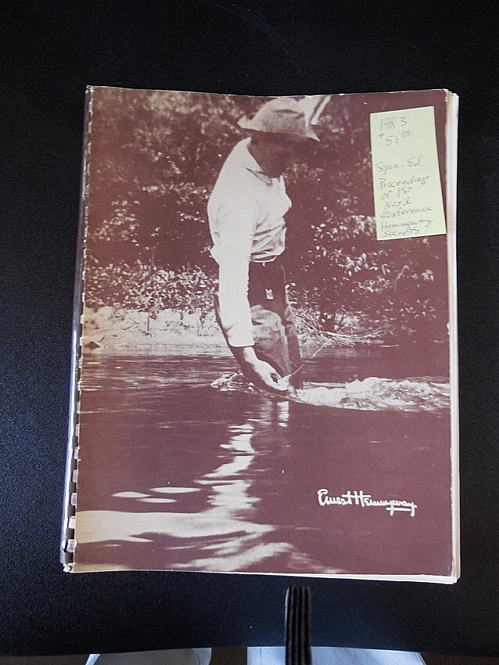 1983
$51.00
Spec. Ed.
Proceedings
of 1st
Nat'l
Conference
Hemingway
Society
Ernest Hemingway